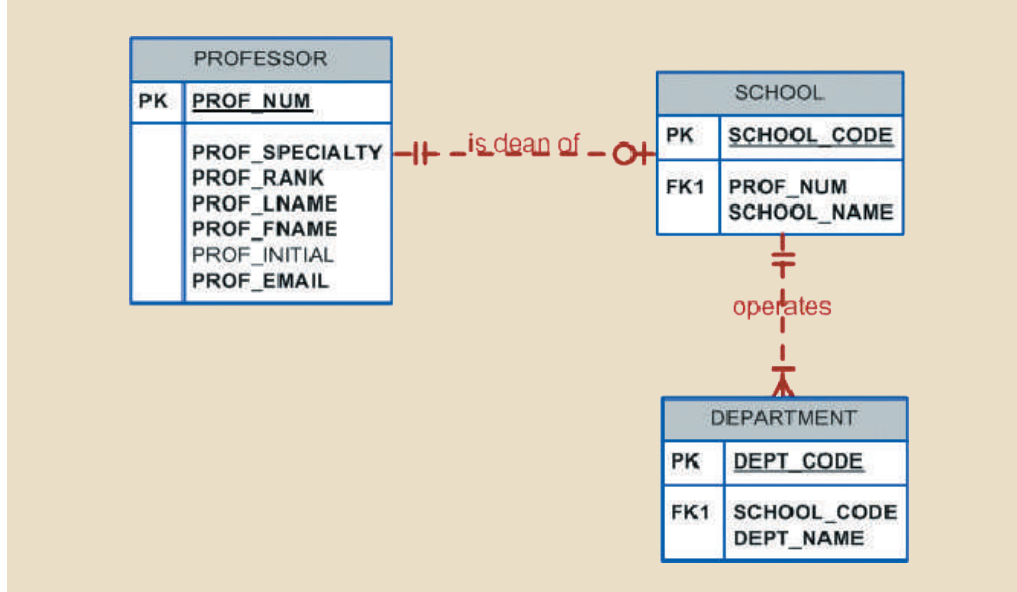 PROFESSOR
PK PROF_NUM
PROF_SPECIALTY
PROF_RANK
PROF_LNAME
PROF_FNAME
PROF_INITIAL
PROF_EMAIL
is dean of
SCHOOL
PK SCHOOL_CODE
FK1 PROF_NUM
SCHOOL_NAME
operates
DEPARTMENT
PK DEPT_CODE
FK1 SCHOOL_CODE
DEPT_NAME